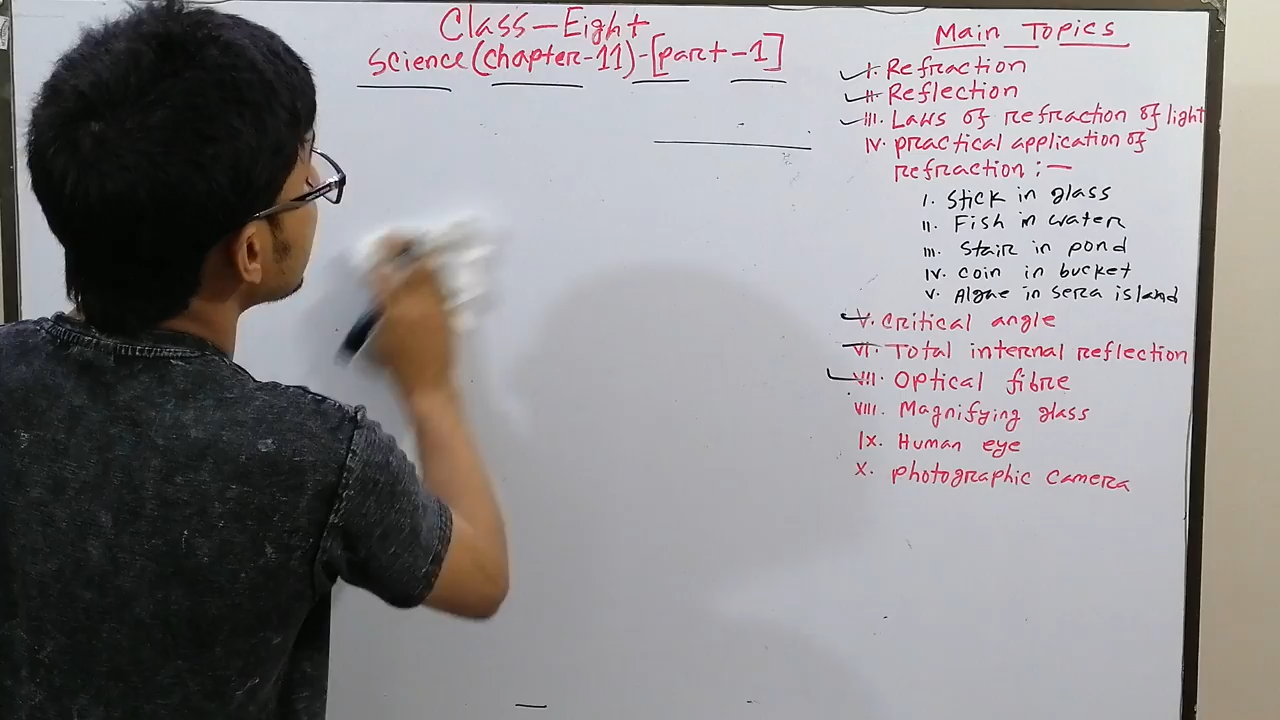 Class-Eight
Science(chapter-11)-[part-1]
Main Topics
I. Refraction
II. Reflection
III. Laws of refraction of light
IV. practical application of
refraction:-
I. Stick in glass
II. Fish in water
III. Stair in pond
IV. coin in bucket
V. Algae in sera island
V. Critical angle
VI. Total internal reflection
VII. Optical fibre
VIII. Magnifying glass
IX. Human eye
X. photographic camera